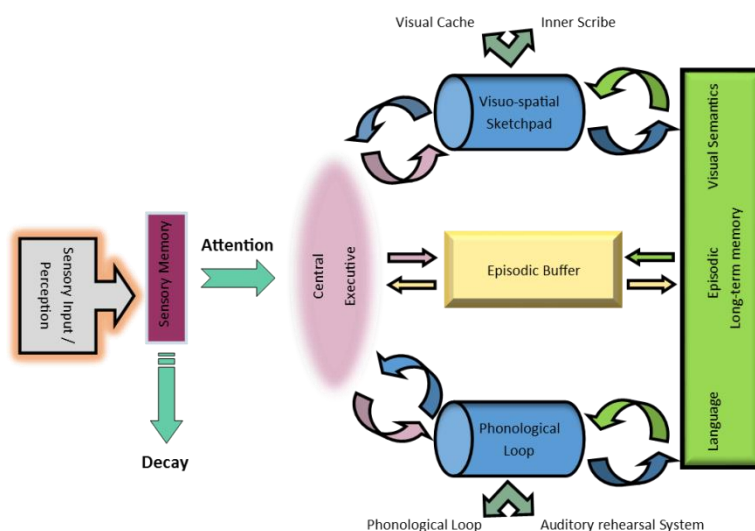 Visual Cache
Inner Scribe
Visuo-spatial
Sketchpad
Visual Semantics
Sensory Input /
Perception
Sensory Memory
Attention
Central
Executive
Episodic Buffer
Episodic
Long-term memory
Decay
Phonological
Loop
Language
Phonological Loop
Auditory rehearsal System